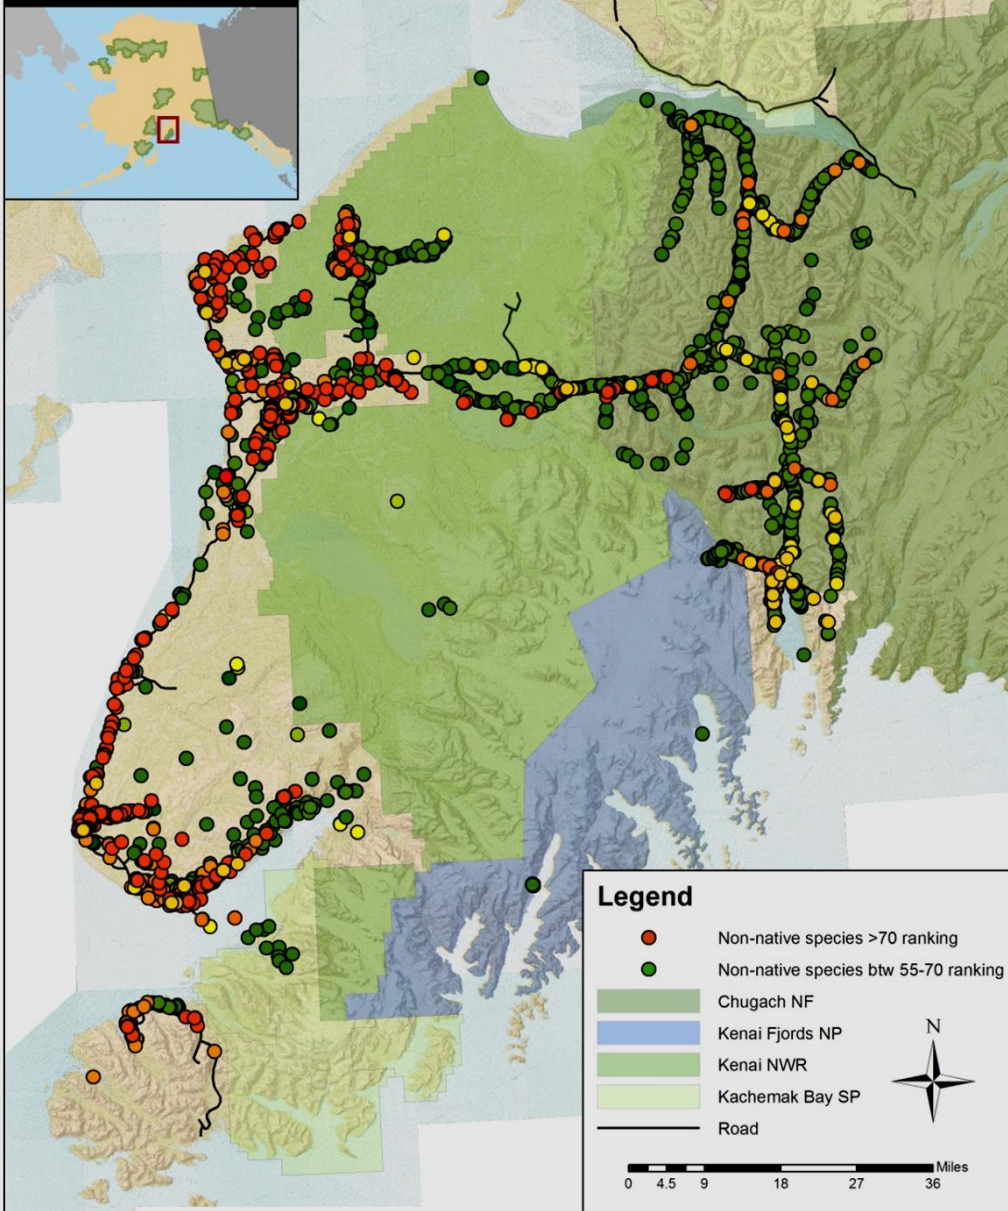 Legend
Non-native species >70 ranking
Non-native species btw 55-70 ranking
Chugach NF
Kenai Fjords NP
Kenai NWR
Kachemak Bay SP
Road
N
Miles
0 4.5 9 18 27 36